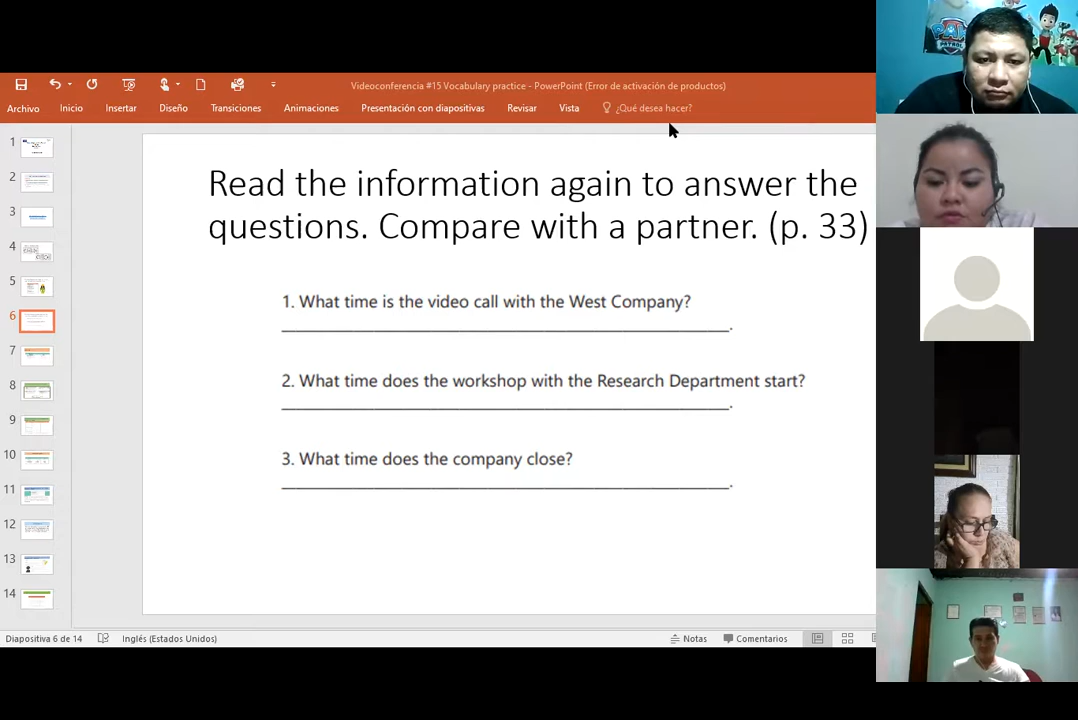 Videoconferencia #15 Vocabulary practice - PowerPoint (Error de activación de productos)
Archivo Inicio Insertar Diseño Transiciones Animaciones Presentación con diapositivas Revisar Vista ¿Qué desea hacer?
Read the information again to answer the
questions. Compare with a partner. (p. 33)
1. What time is the video call with the West Company?
2. What time does the workshop with the Research Department start?
3. What time does the company close?
1
2
3
4
5
6
7
8
9
10
11
12
13
14
Diapositiva 6 de 14 Inglés (Estados Unidos) Notas Comentarios